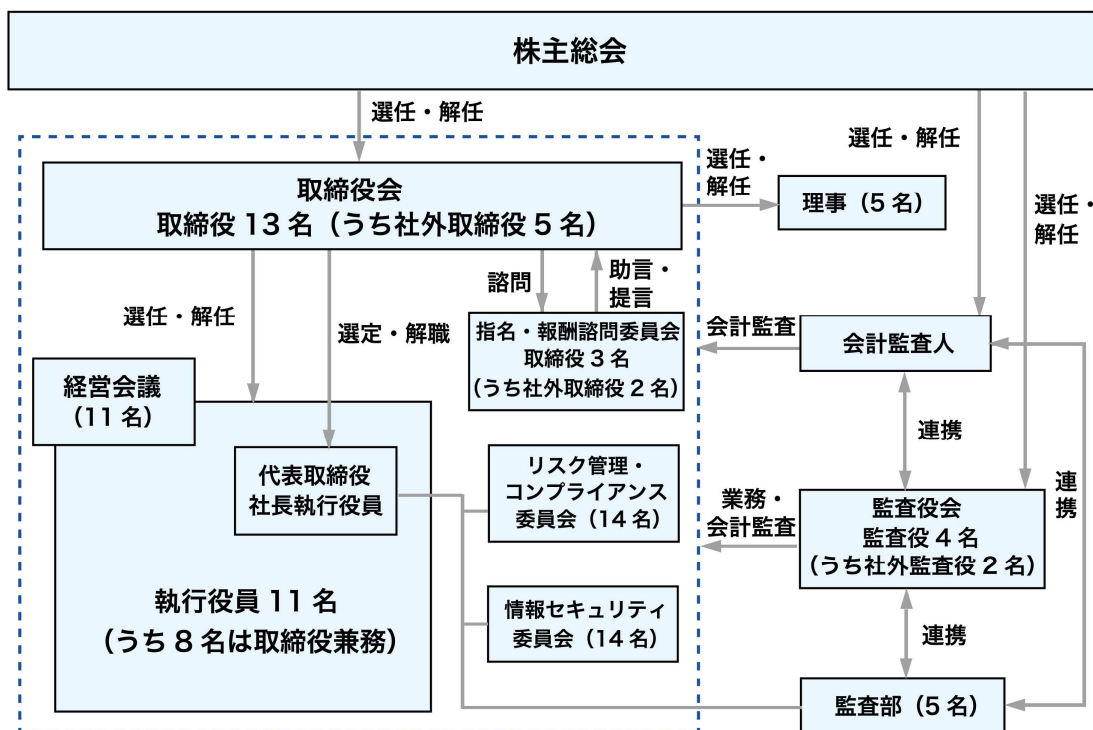 株主総会
選任・解任
取締役会
取締役 13 名（うち社外取締役 5 名）
選任・
解任
理事（5 名）
選任・解任
選任・
解任
選任・解任
選定・解職
諮問
助言・
提言
指名・報酬諮問委員会
取締役 3 名
（うち社外取締役 2 名）
会計監査
会計監査人
経営会議
（11 名）
代表取締役
社長執行役員
リスク管理・
コンプライアンス
委員会（14 名）
連携
連
携
業務・
会計監査
監査役会
監査役 4 名
（うち社外監査役 2 名）
執行役員 11 名
（うち 8 名は取締役兼務）
情報セキュリティ
委員会（14 名）
連携
監査部（5 名）